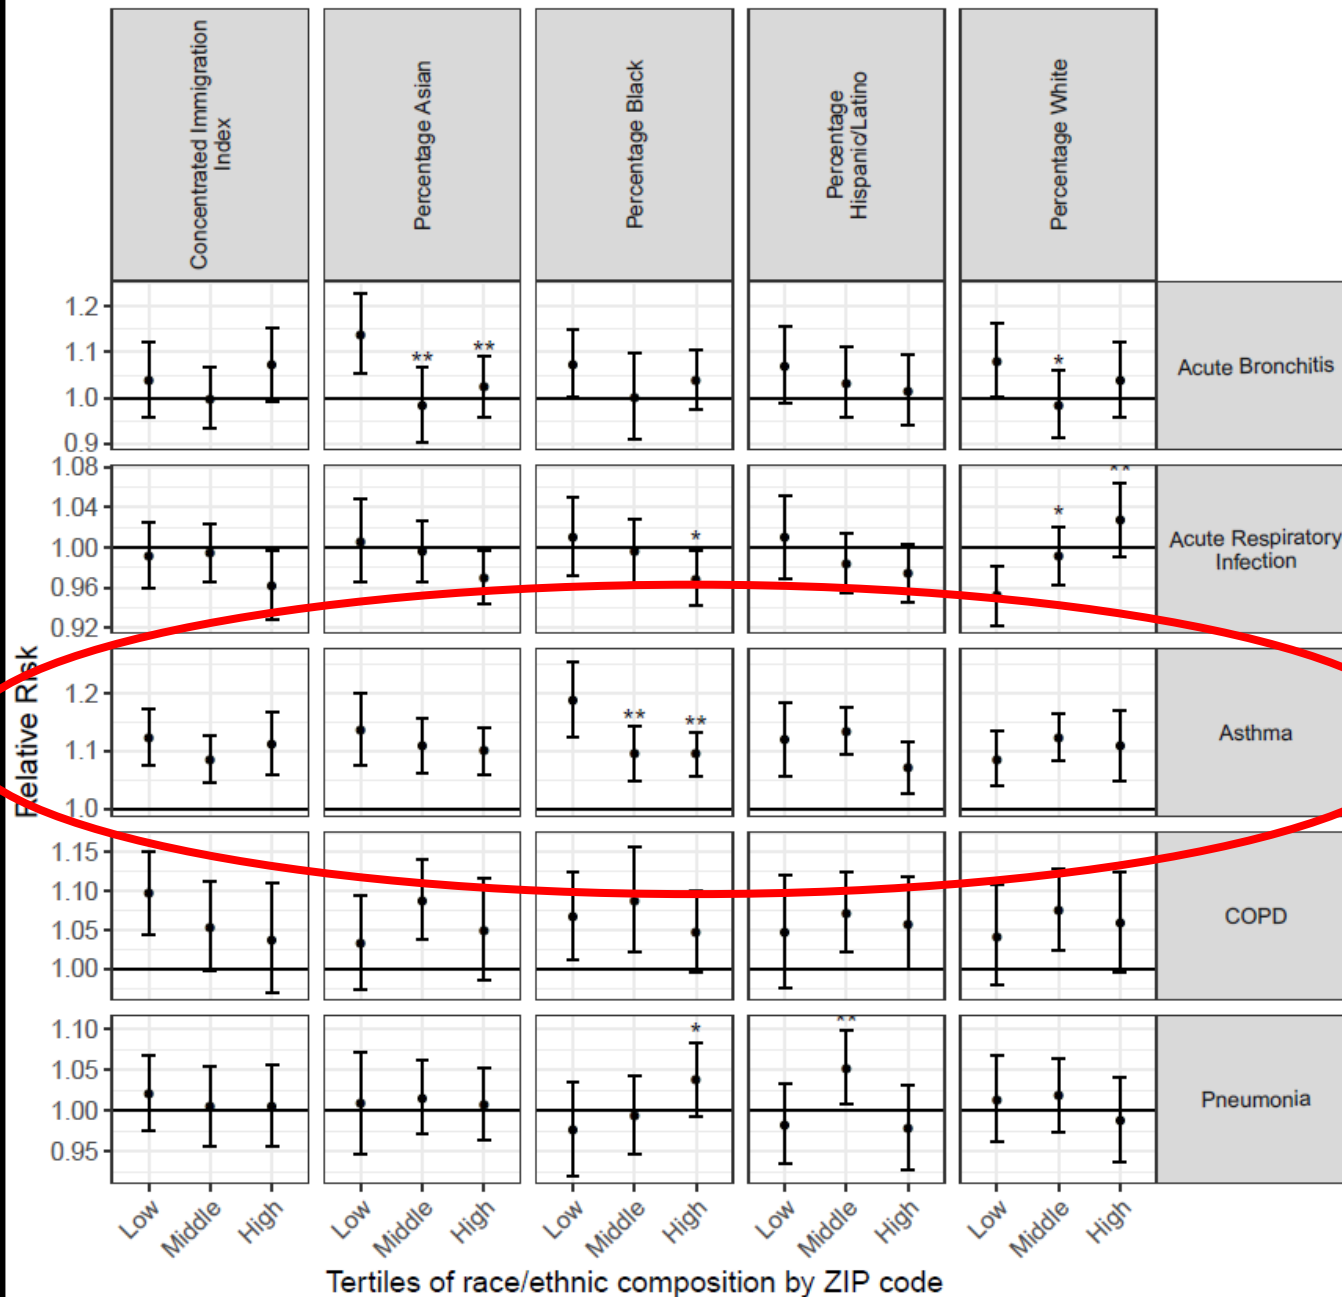 Concentrated Immigration
Index
Percentage Asian
Percentage Black
Percentage
Hispanic/Latino
Percentage White
1.2
1.1
1.0
0.9
** **
*
Acute Bronchitis
1.08
1.04
1.00
0.96
0.92
*
* **
Acute Respiratory
Infection
Relative Risk
1.2
1.1
1.0
** **
Asthma
1.15
1.10
1.05
1.00
COPD
1.10
1.05
1.00
0.95
*
**
Pneumonia
Low Middle High Low Middle High Low Middle High Low Middle High Low Middle High
Tertiles of race/ethnic composition by ZIP code